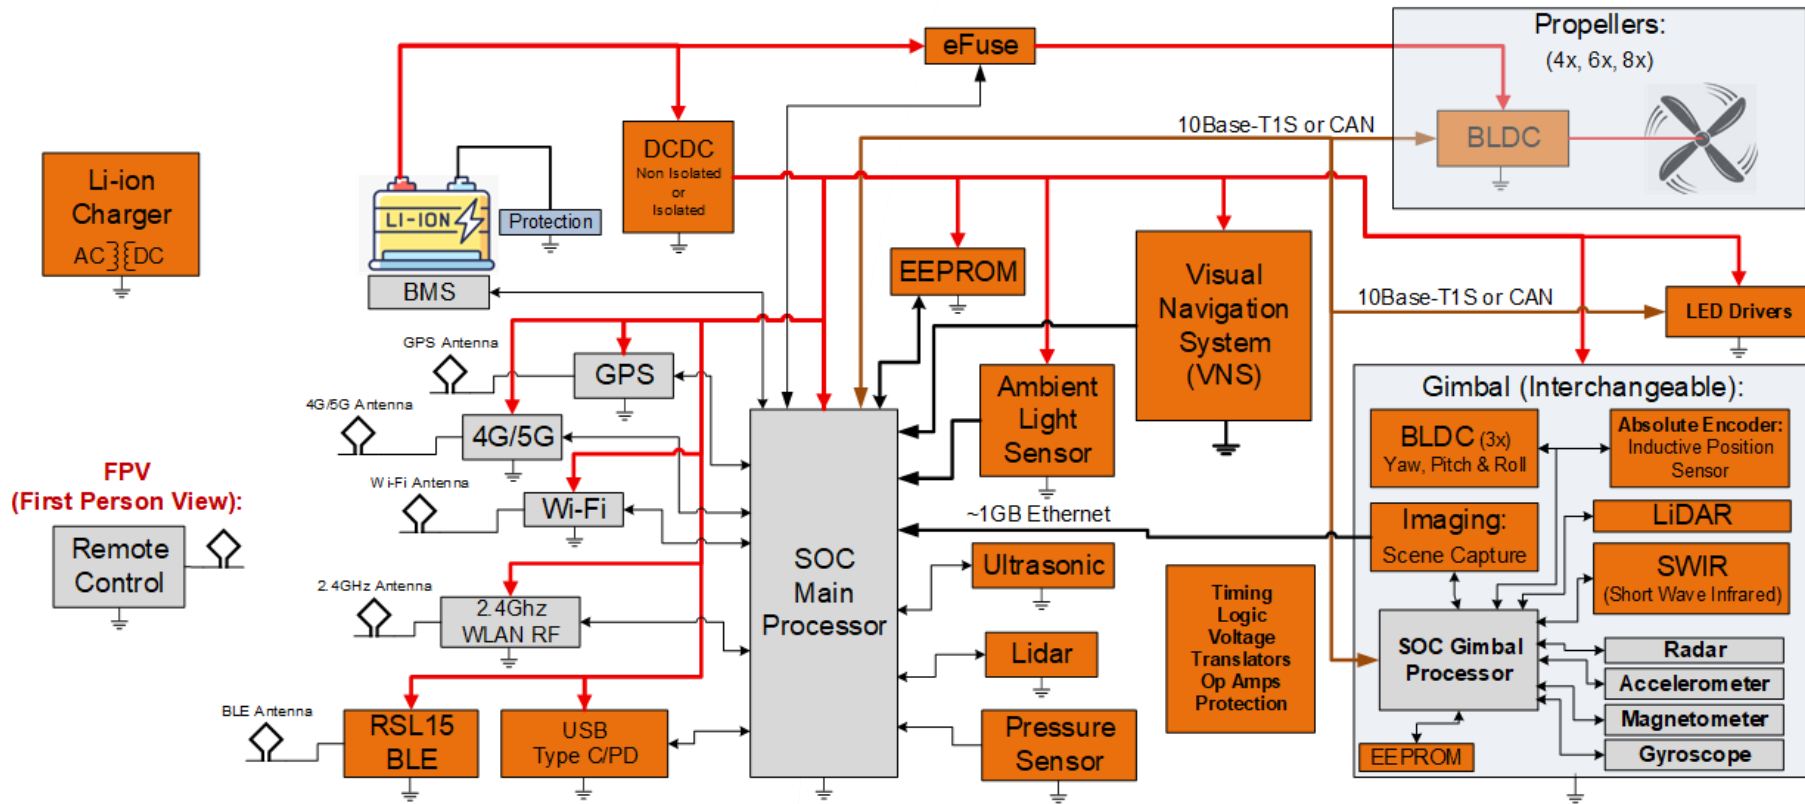 eFuse
Propellers:
(4x, 6x, 8x)
BLDC
10Base-T1S or CAN
DCDC
Non Isolated
or
Isolated
Li-ion
Charger
AC DC
LI-ION
Protection
BMS
EEPROM
Visual
Navigation
System
(VNS)
10Base-T1S or CAN
LED Drivers
GPS Antenna
GPS
4G/5G Antenna
4G/5G
Wi-Fi Antenna
Wi-Fi
FPV
(First Person View):
Remote
Control
2.4GHz Antenna
2.4Ghz
WLAN RF
BLE Antenna
RSL15
BLE
USB
Type C/PD
SOC
Main
Processor
Ambient
Light
Sensor
~1GB Ethernet
Ultrasonic
Lidar
Pressure
Sensor
Timing
Logic
Voltage
Translators
Op Amps
Protection
Gimbal (Interchangeable):
BLDC (3x)
Yaw, Pitch & Roll
Absolute Encoder:
Inductive Position
Sensor
Imaging:
Scene Capture
LiDAR
SWIR
(Short Wave Infrared)
SOC Gimbal
Processor
Radar
Accelerometer
Magnetometer
Gyroscope
EEPROM